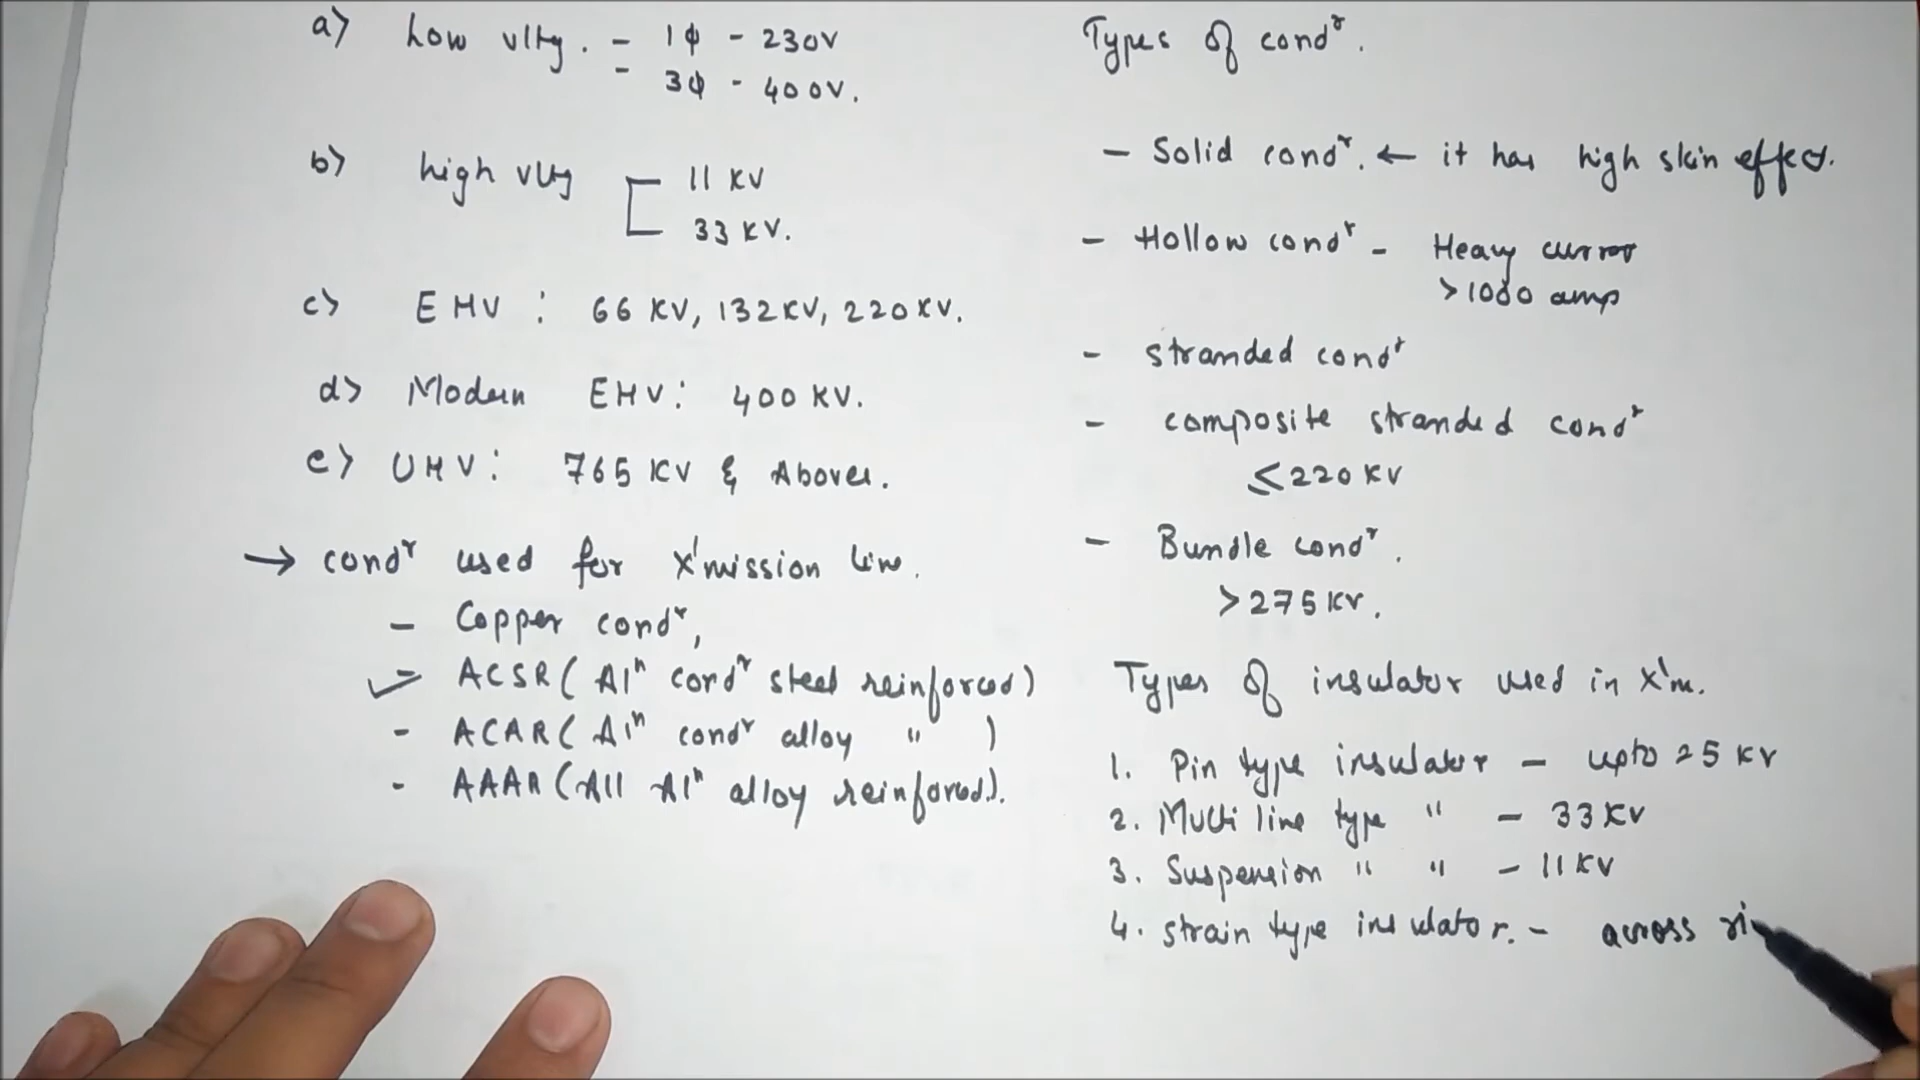 a) Low vltg. - 1ϕ - 230V
- 3ϕ - 400V.
b) high vltg 11 KV
33 KV.
c) EHV : 66 KV, 132KV, 220KV.
d) Modern EHV: 400 KV.
e) UHV: 765 KV & Above.
→ condʳ used for x'mission line.
- Copper condʳ,
✓- ACSR ( Alⁿ condʳ steel reinforced)
- ACAR ( Alⁿ condʳ alloy " )
- AAAR (All Alⁿ alloy reinforced).
Types of condʳ.
- Solid condʳ. ← it has high skin effect.
- Hollow condʳ - Heavy current
>1000 amp
- stranded condʳ
- composite stranded condʳ
≤220 KV
- Bundle condʳ.
>275 KV.
Types of insulator used in x'm.
1. Pin type insulator - upto 25 KV
2. Multi line type " - 33 KV
3. Suspension " " - 11 KV
4. strain type insulator. - across ri